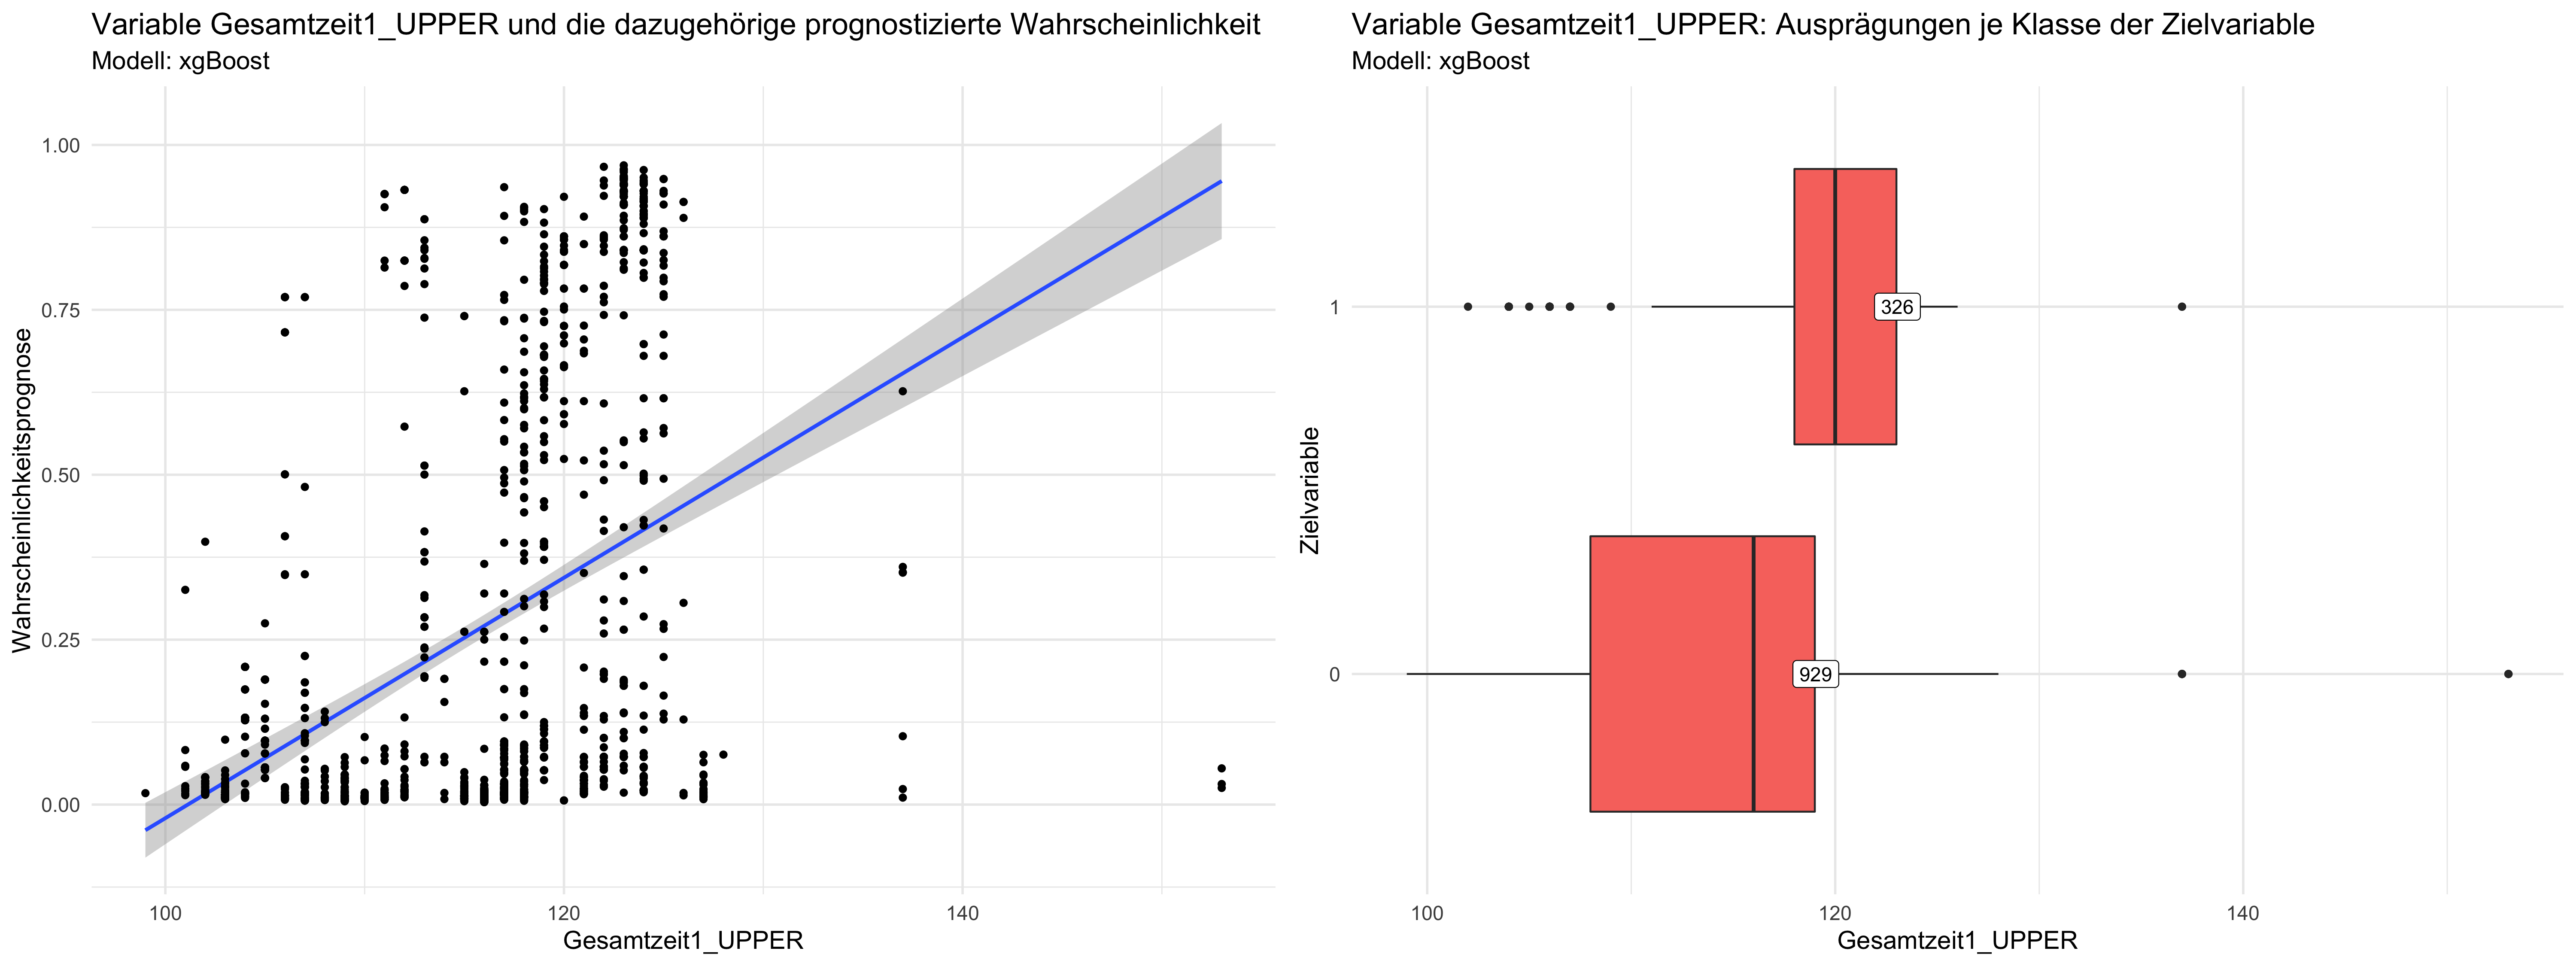 Variable Gesamtzeit1_UPPER und die dazugehörige prognostizierte Wahrscheinlichkeit
Modell: xgBoost
Wahrscheinlichkeitsprognose
1.00
0.75
0.50
0.25
0.00
100
120
140
Gesamtzeit1_UPPER
Variable Gesamtzeit1_UPPER: Ausprägungen je Klasse der Zielvariable
Modell: xgBoost
Zielvariable
1
326
0
929
100
120
140
Gesamtzeit1_UPPER